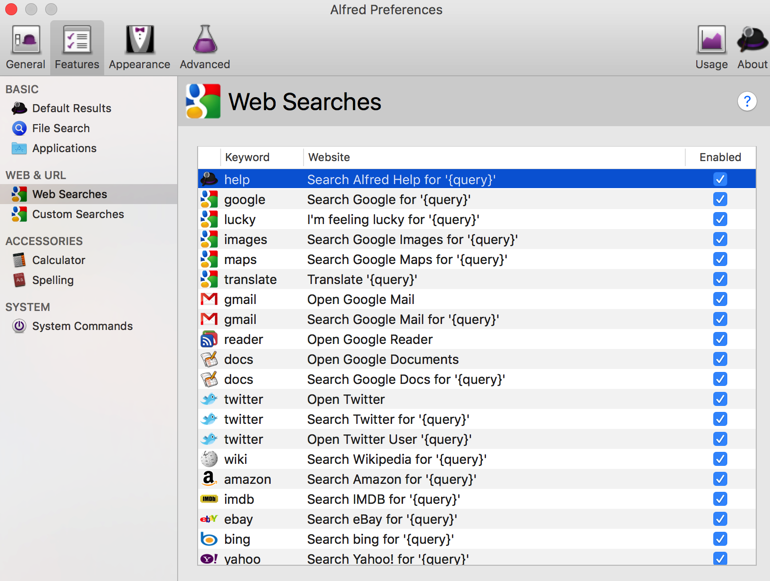 Alfred Preferences
General
Features
Appearance
Advanced
Usage
About
BASIC
Default Results
File Search
Applications
WEB & URL
Web Searches
Custom Searches
ACCESSORIES
Calculator
Spelling
SYSTEM
System Commands
Web Searches
?
Keyword Website Enabled
help Search Alfred Help for '{query}'
google Search Google for '{query}'
lucky I'm feeling lucky for '{query}'
images Search Google Images for '{query}'
maps Search Google Maps for '{query}'
translate Translate '{query}'
gmail Open Google Mail
gmail Search Google Mail for '{query}'
reader Open Google Reader
docs Open Google Documents
docs Search Google Docs for '{query}'
twitter Open Twitter
twitter Search Twitter for '{query}'
twitter Open Twitter User '{query}'
wiki Search Wikipedia for '{query}'
a amazon Search Amazon for '{query}'
IMDb imdb Search IMDB for '{query}'
ebay ebay Search eBay for '{query}'
b bing Search bing for '{query}'
Y! yahoo Search Yahoo! for '{query}'